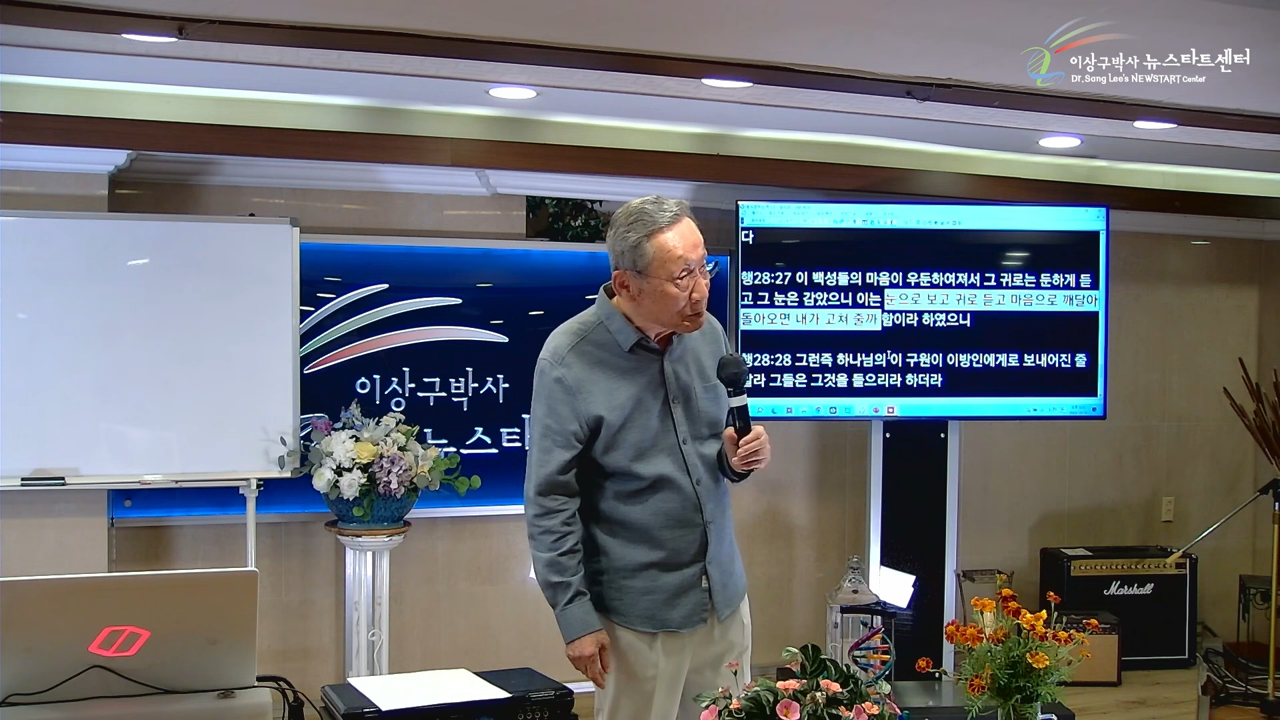 이상구박사 뉴스타트센터
Dr. Sang Lee's NEWSTART Center
다
행28:27 이 백성들의 마음이 우둔하여져서 그 귀로는 둔하게 듣
고 그 눈은 감았으니 이는 눈으로 보고 귀로 듣고 마음으로 깨달아
돌아오면 내가 고쳐 줄까 함이라 하였으니
행28:28 그런즉 하나님의 이 구원이 이방인에게로 보내어진 줄
알라 그들은 그것을 들으리라 하더라
이상구박사
뉴스타
Marshall